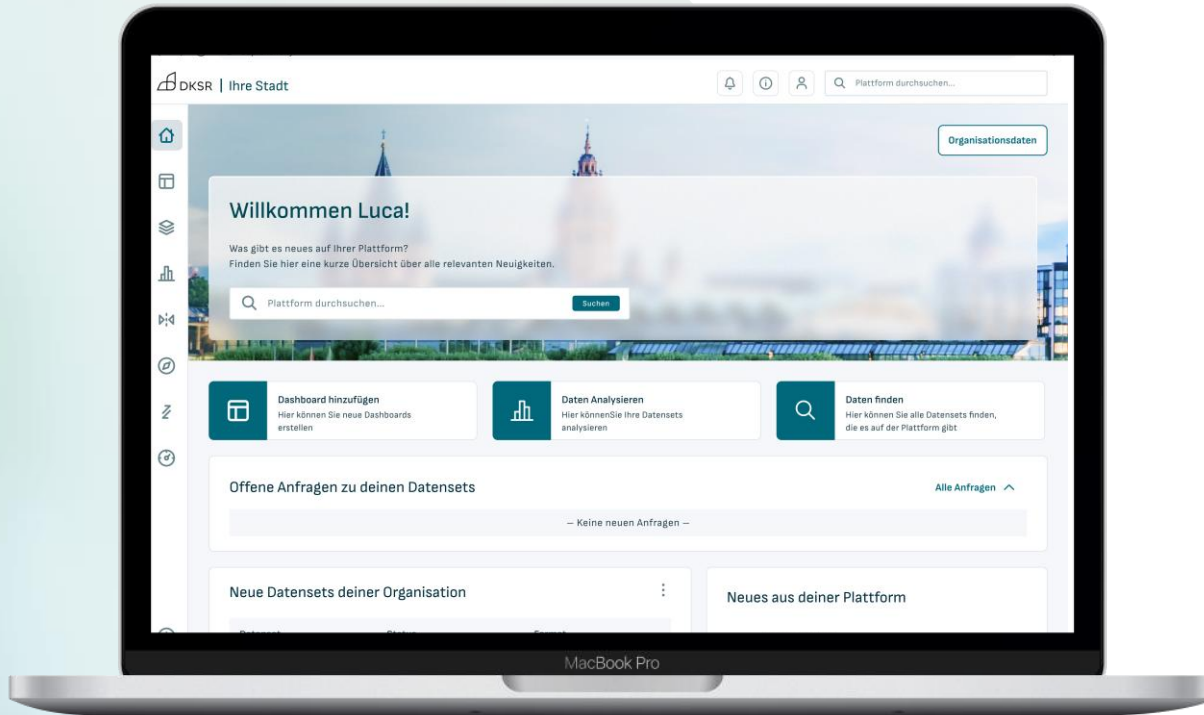 DKSR | Ihre Stadt
Plattform durchsuchen...
Organisationsdaten
Willkommen Luca!
Was gibt es neues auf Ihrer Plattform?
Finden Sie hier eine kurze Übersicht über alle relevanten Neuigkeiten.
Plattform durchsuchen...
Suchen
Dashboard hinzufügen
Hier können Sie neue Dashboards
erstellen
Daten Analysieren
Hier könnenSie Ihre Datensets
analysieren
Daten finden
Hier können Sie alle Datensets finden,
die es auf der Plattform gibt
Offene Anfragen zu deinen Datensets
Alle Anfragen
— Keine neuen Anfragen —
Neue Datensets deiner Organisation
Neues aus deiner Plattform
MacBook Pro